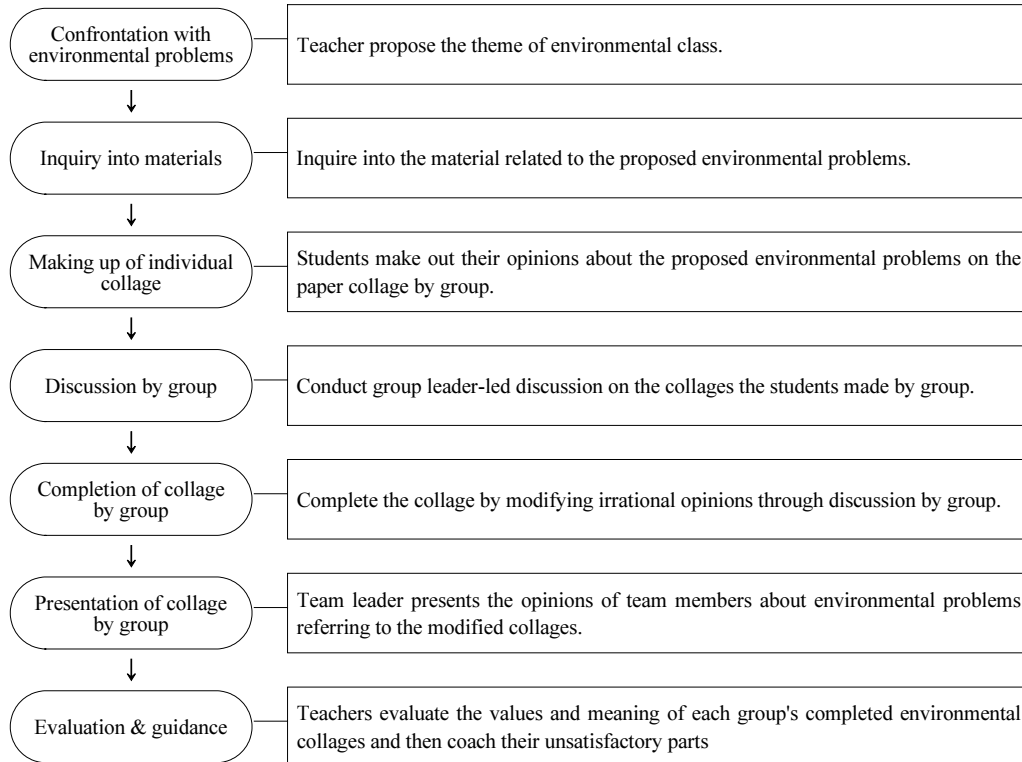 Confrontation with
environmental problems
Teacher propose the theme of environmental class.
Inquiry into materials
Inquire into the material related to the proposed environmental problems.
Making up of individual
collage
Students make out their opinions about the proposed environmental problems on the
paper collage by group.
Discussion by group
Conduct group leader-led discussion on the collages the students made by group.
Completion of collage
by group
Complete the collage by modifying irrational opinions through discussion by group.
Presentation of collage
by group
Team leader presents the opinions of team members about environmental problems
referring to the modified collages.
Evaluation & guidance
Teachers evaluate the values and meaning of each group's completed environmental
collages and then coach their unsatisfactory parts